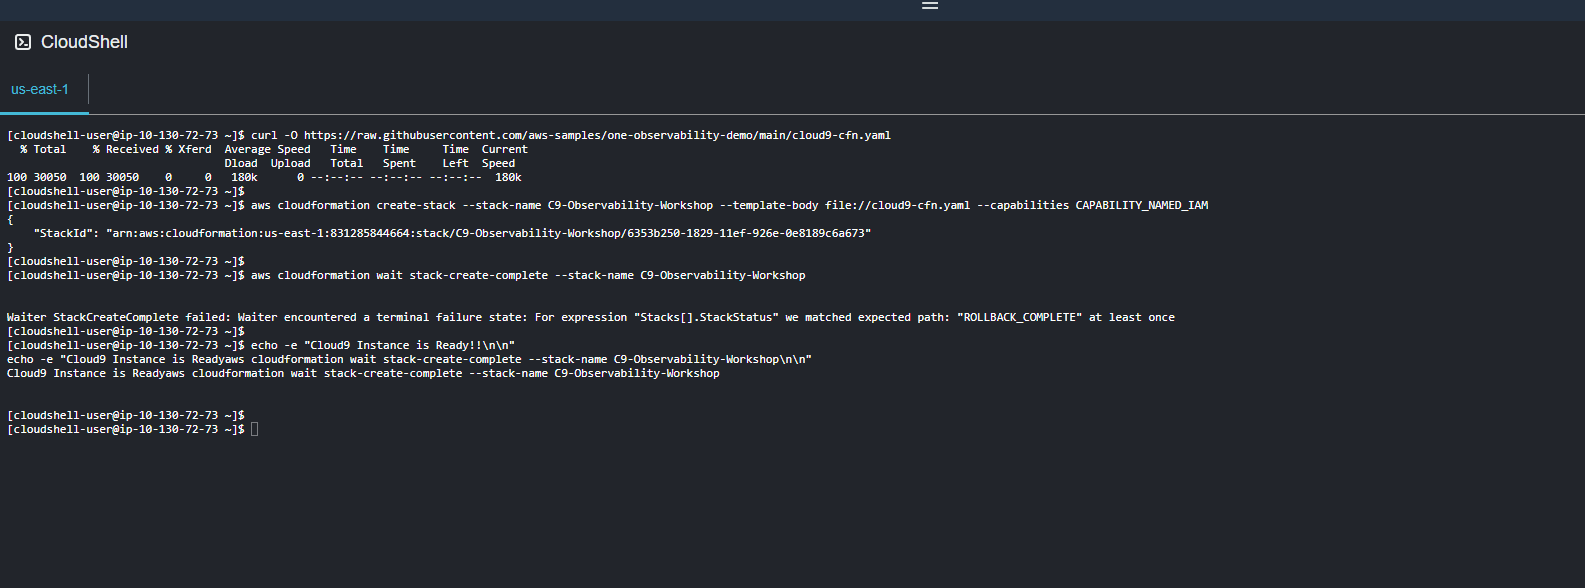 CloudShell
us-east-1
[cloudshell-user@ip-10-130-72-73 ~]$ curl -O https://raw.githubusercontent.com/aws-samples/one-observability-demo/main/cloud9-cfn.yaml
  % Total    % Received % Xferd  Average Speed   Time    Time     Time  Current
                                 Dload  Upload   Total   Spent    Left  Speed
100 30050  100 30050    0     0   180k      0 --:--:-- --:--:-- --:--:--  180k
[cloudshell-user@ip-10-130-72-73 ~]$
[cloudshell-user@ip-10-130-72-73 ~]$ aws cloudformation create-stack --stack-name C9-Observability-Workshop --template-body file://cloud9-cfn.yaml --capabilities CAPABILITY_NAMED_IAM
{
    "StackId": "arn:aws:cloudformation:us-east-1:831285844664:stack/C9-Observability-Workshop/6353b250-1829-11ef-926e-0e8189c6a673"
}
[cloudshell-user@ip-10-130-72-73 ~]$
[cloudshell-user@ip-10-130-72-73 ~]$ aws cloudformation wait stack-create-complete --stack-name C9-Observability-Workshop
Waiter StackCreateComplete failed: Waiter encountered a terminal failure state: For expression "Stacks[].StackStatus" we matched expected path: "ROLLBACK_COMPLETE" at least once
[cloudshell-user@ip-10-130-72-73 ~]$
[cloudshell-user@ip-10-130-72-73 ~]$ echo -e "Cloud9 Instance is Ready!!\n\n"
echo -e "Cloud9 Instance is Readyaws cloudformation wait stack-create-complete --stack-name C9-Observability-Workshop\n\n"
Cloud9 Instance is Readyaws cloudformation wait stack-create-complete --stack-name C9-Observability-Workshop
[cloudshell-user@ip-10-130-72-73 ~]$
[cloudshell-user@ip-10-130-72-73 ~]$